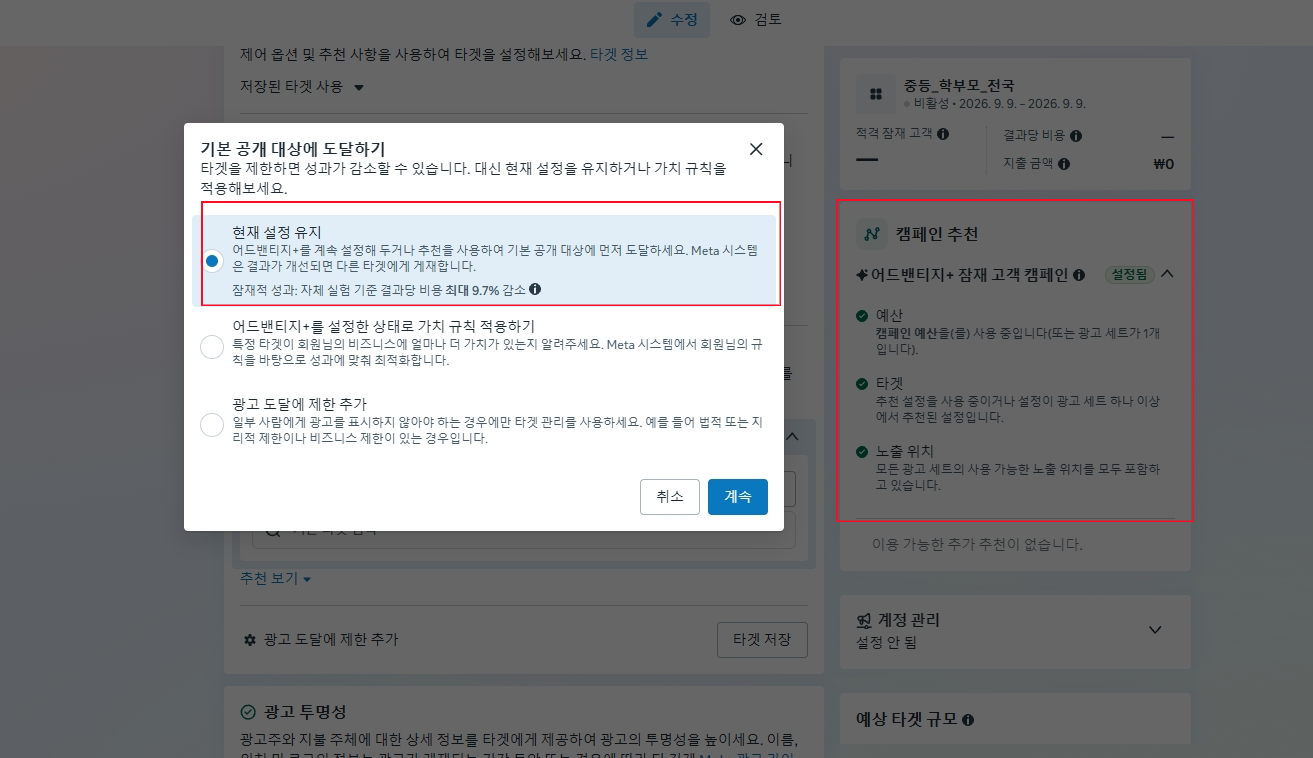 수정
검토
제어 옵션 및 추천 사항을 사용하여 타겟을 설정해보세요. 타겟 정보
저장된 타겟 사용
기본 공개 대상에 도달하기
타겟을 제한하면 성과가 감소할 수 있습니다. 대신 현재 설정을 유지하거나 가치 규칙을
적용해보세요.
현재 설정 유지
어드밴티지+를 계속 설정해 두거나 추천을 사용하여 기본 공개 대상에 먼저 도달하세요. Meta 시스템
은 결과가 개선되면 다른 타겟에게 게재합니다.
잠재적 성과: 자체 실험 기준 결과당 비용 최대 9.7% 감소
어드밴티지+를 설정한 상태로 가치 규칙 적용하기
특정 타겟이 회원님의 비즈니스에 얼마나 더 가치가 있는지 알려주세요. Meta 시스템에서 회원님의 규
칙을 바탕으로 성과에 맞춰 최적화합니다.
광고 도달에 제한 추가
일부 사람에게 광고를 표시하지 않아야 하는 경우에만 타겟 관리를 사용하세요. 예를 들어 법적 또는 지
리적 제한이나 비즈니스 제한이 있는 경우입니다.
취소
계속
추천 보기
광고 도달에 제한 추가
타겟 저장
광고 투명성
광고주와 지불 주체에 대한 상세 정보를 타겟에게 제공하여 광고의 투명성을 높이세요. 이름,
중등_학부모_전국
비활성 • 2026. 9. 9. – 2026. 9. 9.
적격 잠재 고객
결과당 비용
—
—
지출 금액
₩0
캠페인 추천
어드밴티지+ 잠재 고객 캠페인
설정됨
예산
캠페인 예산을(를) 사용 중입니다(또는 광고 세트가 1개
입니다).
타겟
추천 설정을 사용 중이거나 설정이 광고 세트 하나 이상
에서 추천된 설정입니다.
노출 위치
모든 광고 세트의 사용 가능한 노출 위치를 모두 포함하
고 있습니다.
이용 가능한 추가 추천이 없습니다.
계정 관리
설정 안 됨
예상 타겟 규모